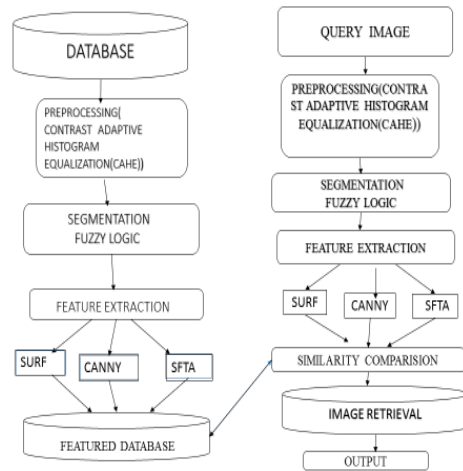 DATABASE
PREPROCESSING(
CONTRAST ADAPTIVE
HISTOGRAM
EQUALIZATION(CAHE))
SEGMENTATION
FUZZY LOGIC
FEATURE EXTRACTION
SURF
CANNY
SFTA
FEATURED DATABASE
QUERY IMAGE
PREPROCESSING(CONTRA
ST ADAPTIVE HISTOGRAM
EQUALIZATION(CAHE))
SEGMENTATION
FUZZY LOGIC
FEATURE EXTRACTION
SURF
CANNY
SFTA
SIMILARITY COMPARISION
IMAGE RETRIEVAL
OUTPUT